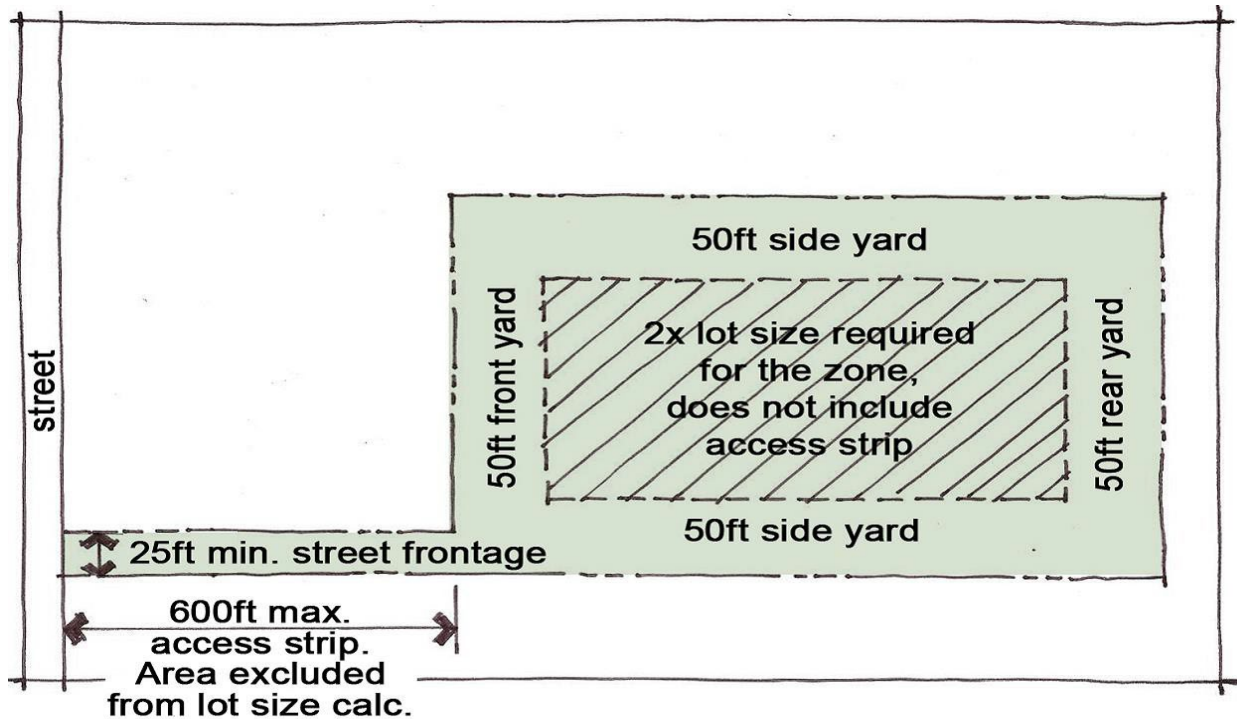 50ft side yard
street
50ft front yard
2x lot size required
for the zone,
does not include
access strip
50ft rear yard
50ft side yard
25ft min. street frontage
600ft max.
access strip.
Area excluded
from lot size calc.